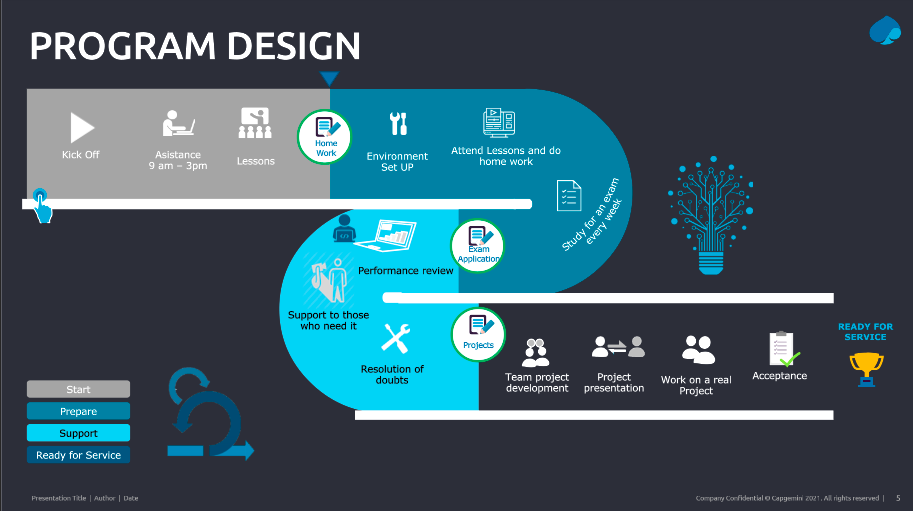 PROGRAM DESIGN
Kick Off
Asistance
9 am – 3pm
Lessons
Home
Work
Environment
Set UP
Attend Lessons and do
home work
Study for an exam
every week
Exam
Application
Performance review
Support to those
who need it
Resolution of
doubts
Projects
Team project
development
Project
presentation
Work on a real
Project
Acceptance
READY FOR
SERVICE
Start
Prepare
Support
Ready for Service
Presentation Title | Author | Date
Company Confidential © Capgemini 2021. All rights reserved | 5